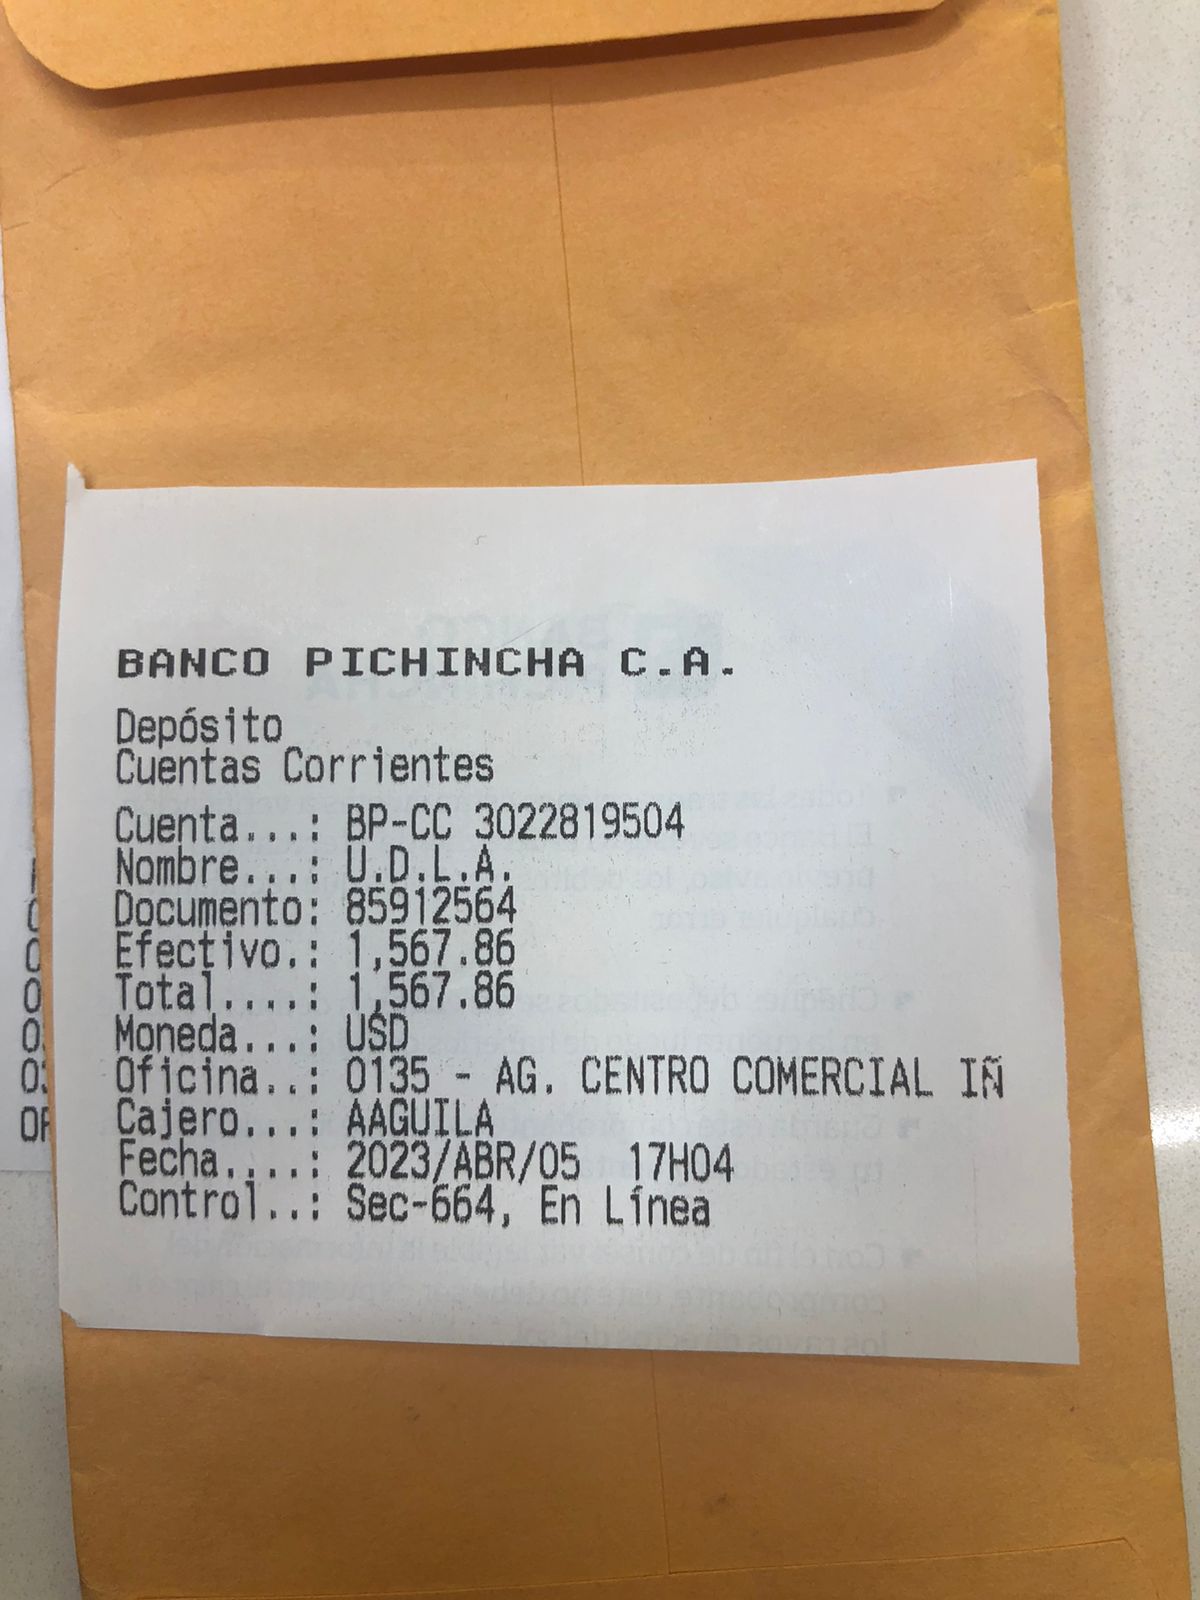 BANCO PICHINCHA C.A.
Depósito
Cuentas Corrientes
Cuenta...: BP-CC 3022819504
Nombre...: U.D.L.A.
Documento: 85912564
Efectivo.: 1,567.86
Total....: 1,567.86
Moneda...: USD
Oficina..: 0135 - AG. CENTRO COMERCIAL IÑ
Cajero...: AAGUILA
Fecha....: 2023/ABR/05 17H04
Control..: Sec-664, En Línea